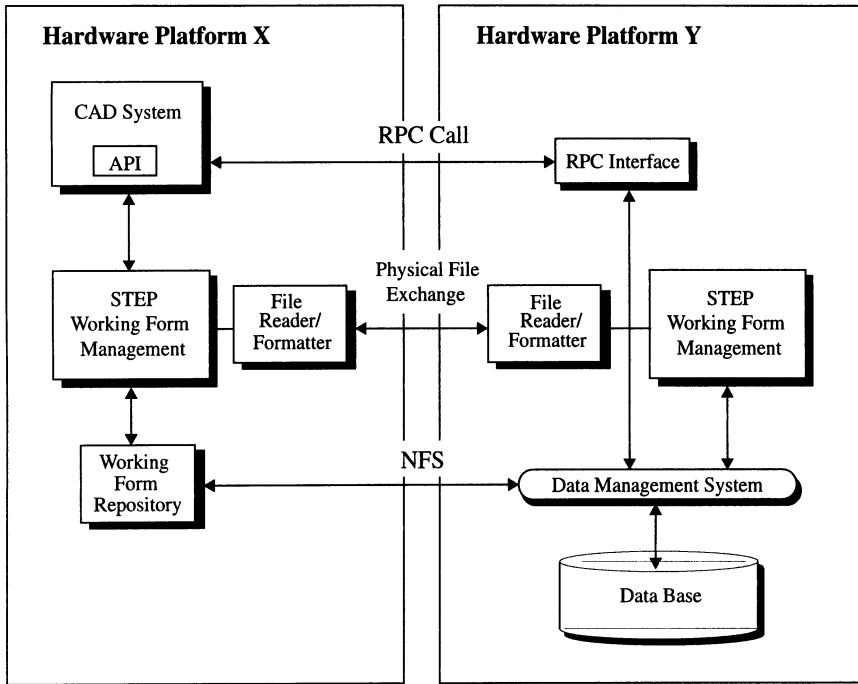 Hardware Platform X
Hardware Platform Y
CAD System
API
RPC Call
RPC Interface
STEP
Working Form
Management
File
Reader/
Formatter
Physical File
Exchange
File
Reader/
Formatter
STEP
Working Form
Management
Working
Form
Repository
NFS
Data Management System
Data Base